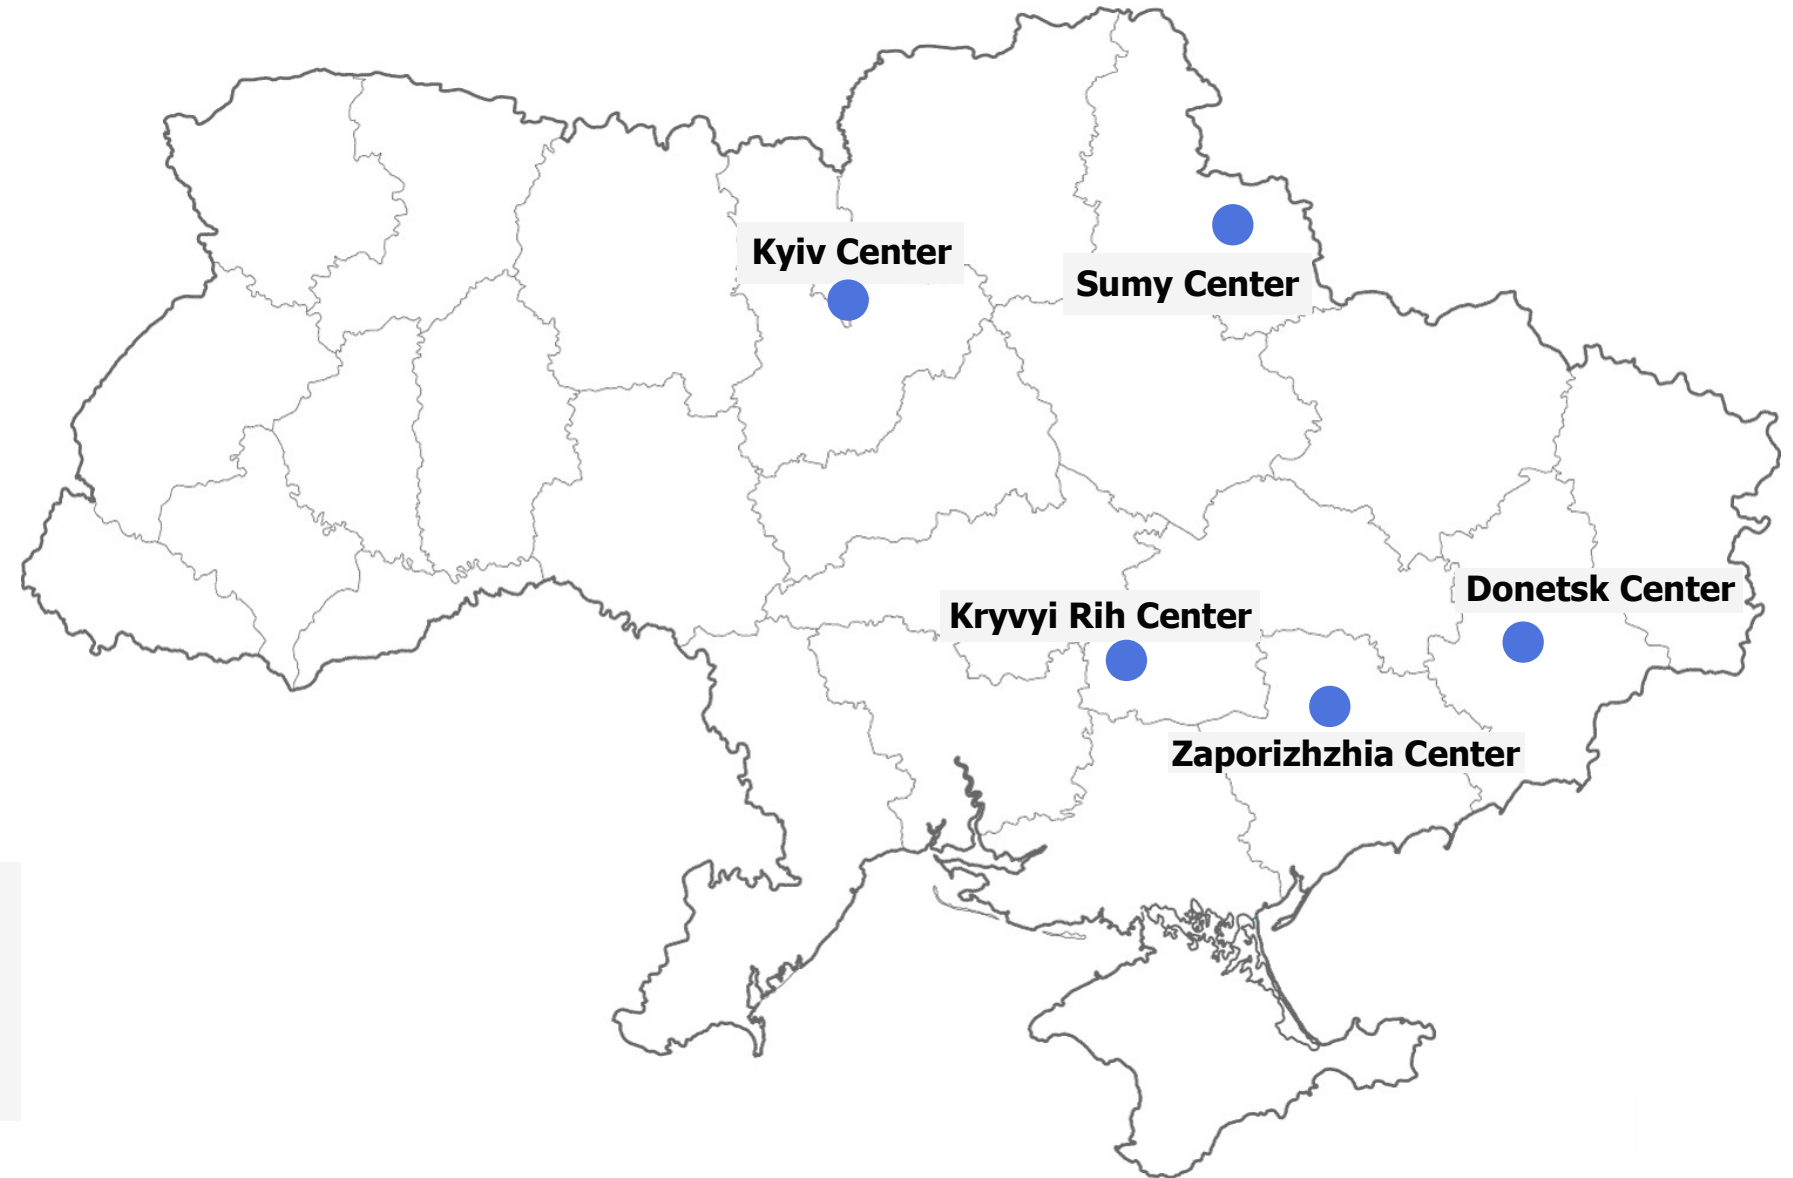 Kyiv Center
Sumy Center
Donetsk Center
Kryvyi Rih Center
Zaporizhzhia Center